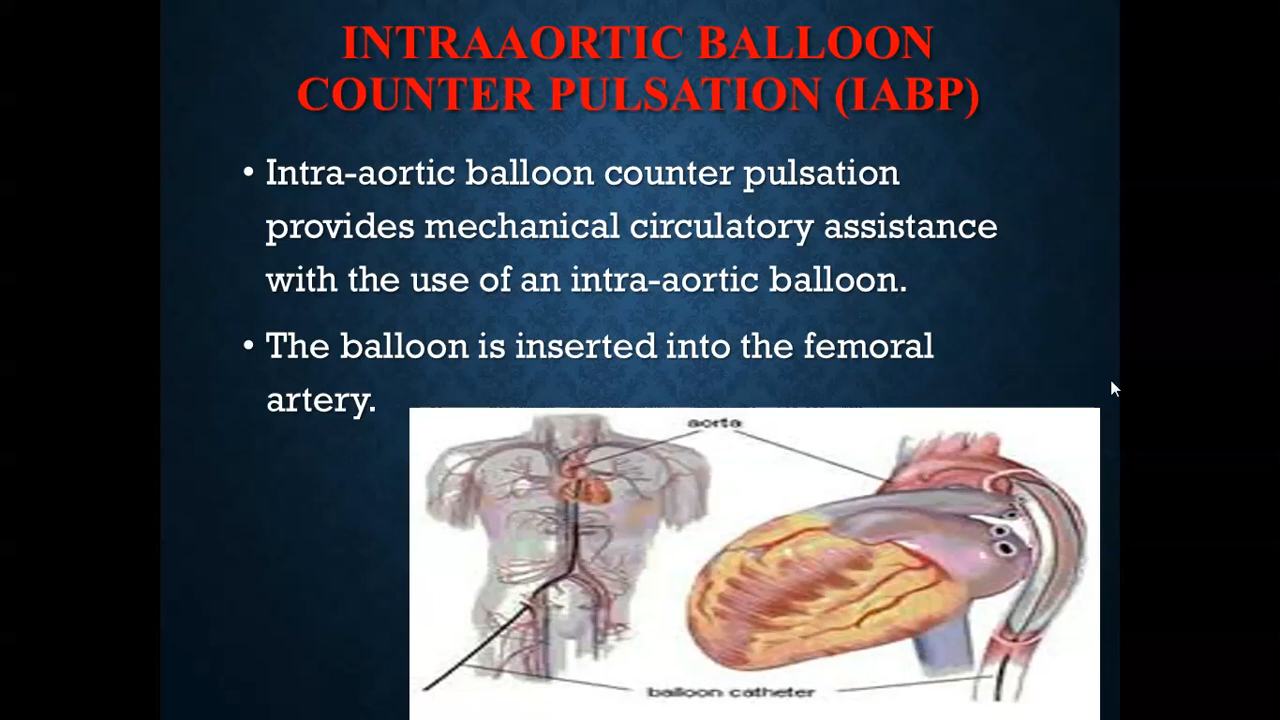 INTRAAORTIC BALLOON
COUNTER PULSATION (IABP)
• Intra-aortic balloon counter pulsation
provides mechanical circulatory assistance
with the use of an intra-aortic balloon.
• The balloon is inserted into the femoral
artery.
aorta
balloon catheter